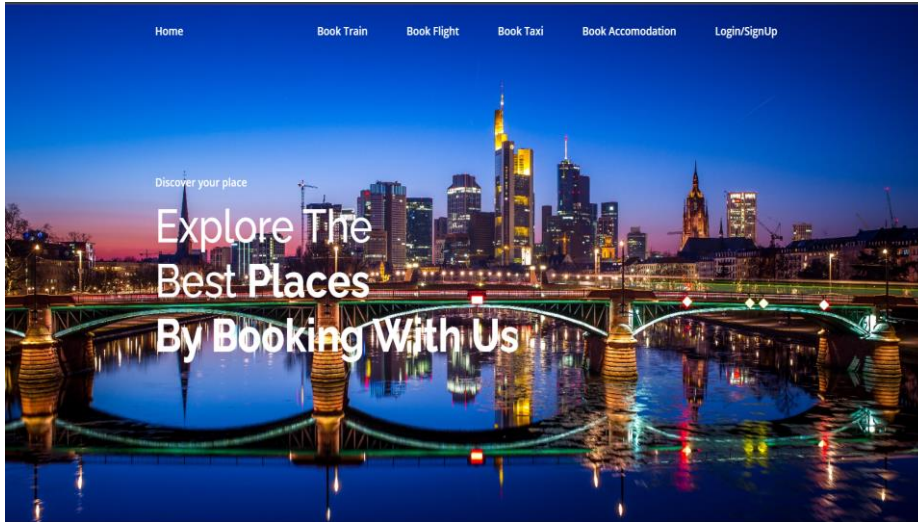 Home Book Train Book Flight Book Taxi Book Accomodation Login/SignUp
Discover your place
Explore The
Best Places
By Booking With Us